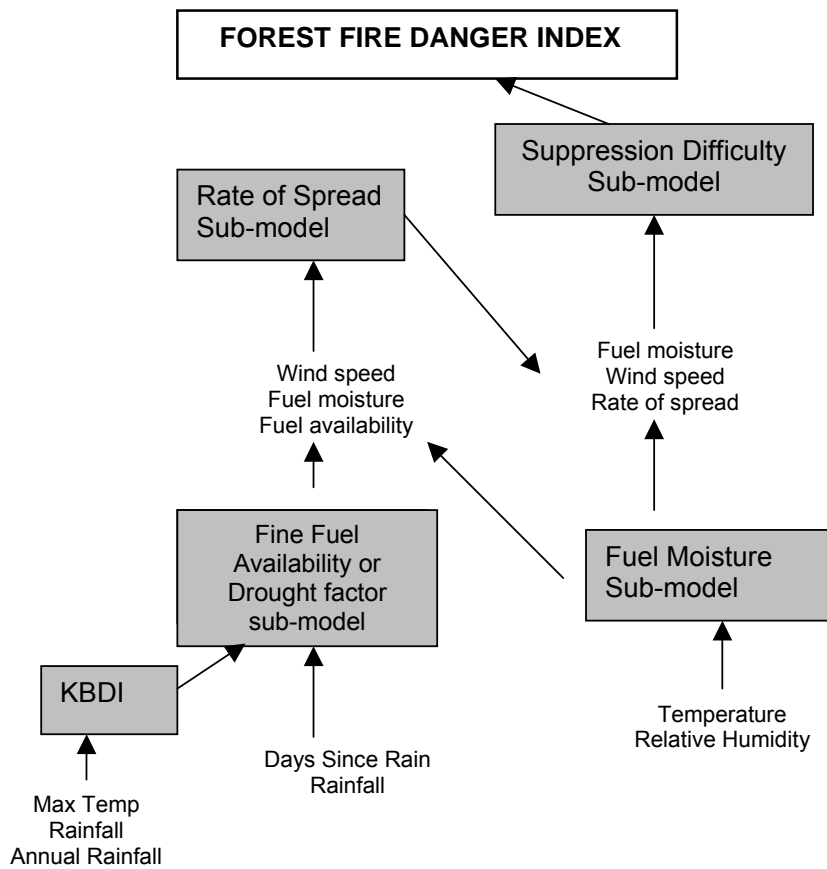 FOREST FIRE DANGER INDEX
Suppression Difficulty
Sub-model
Rate of Spread
Sub-model
Fuel moisture
Wind speed
Rate of spread
Wind speed
Fuel moisture
Fuel availability
Fine Fuel
Availability or
Drought factor
sub-model
Fuel Moisture
Sub-model
KBDI
Temperature
Relative Humidity
Days Since Rain
Rainfall
Max Temp
Rainfall
Annual Rainfall